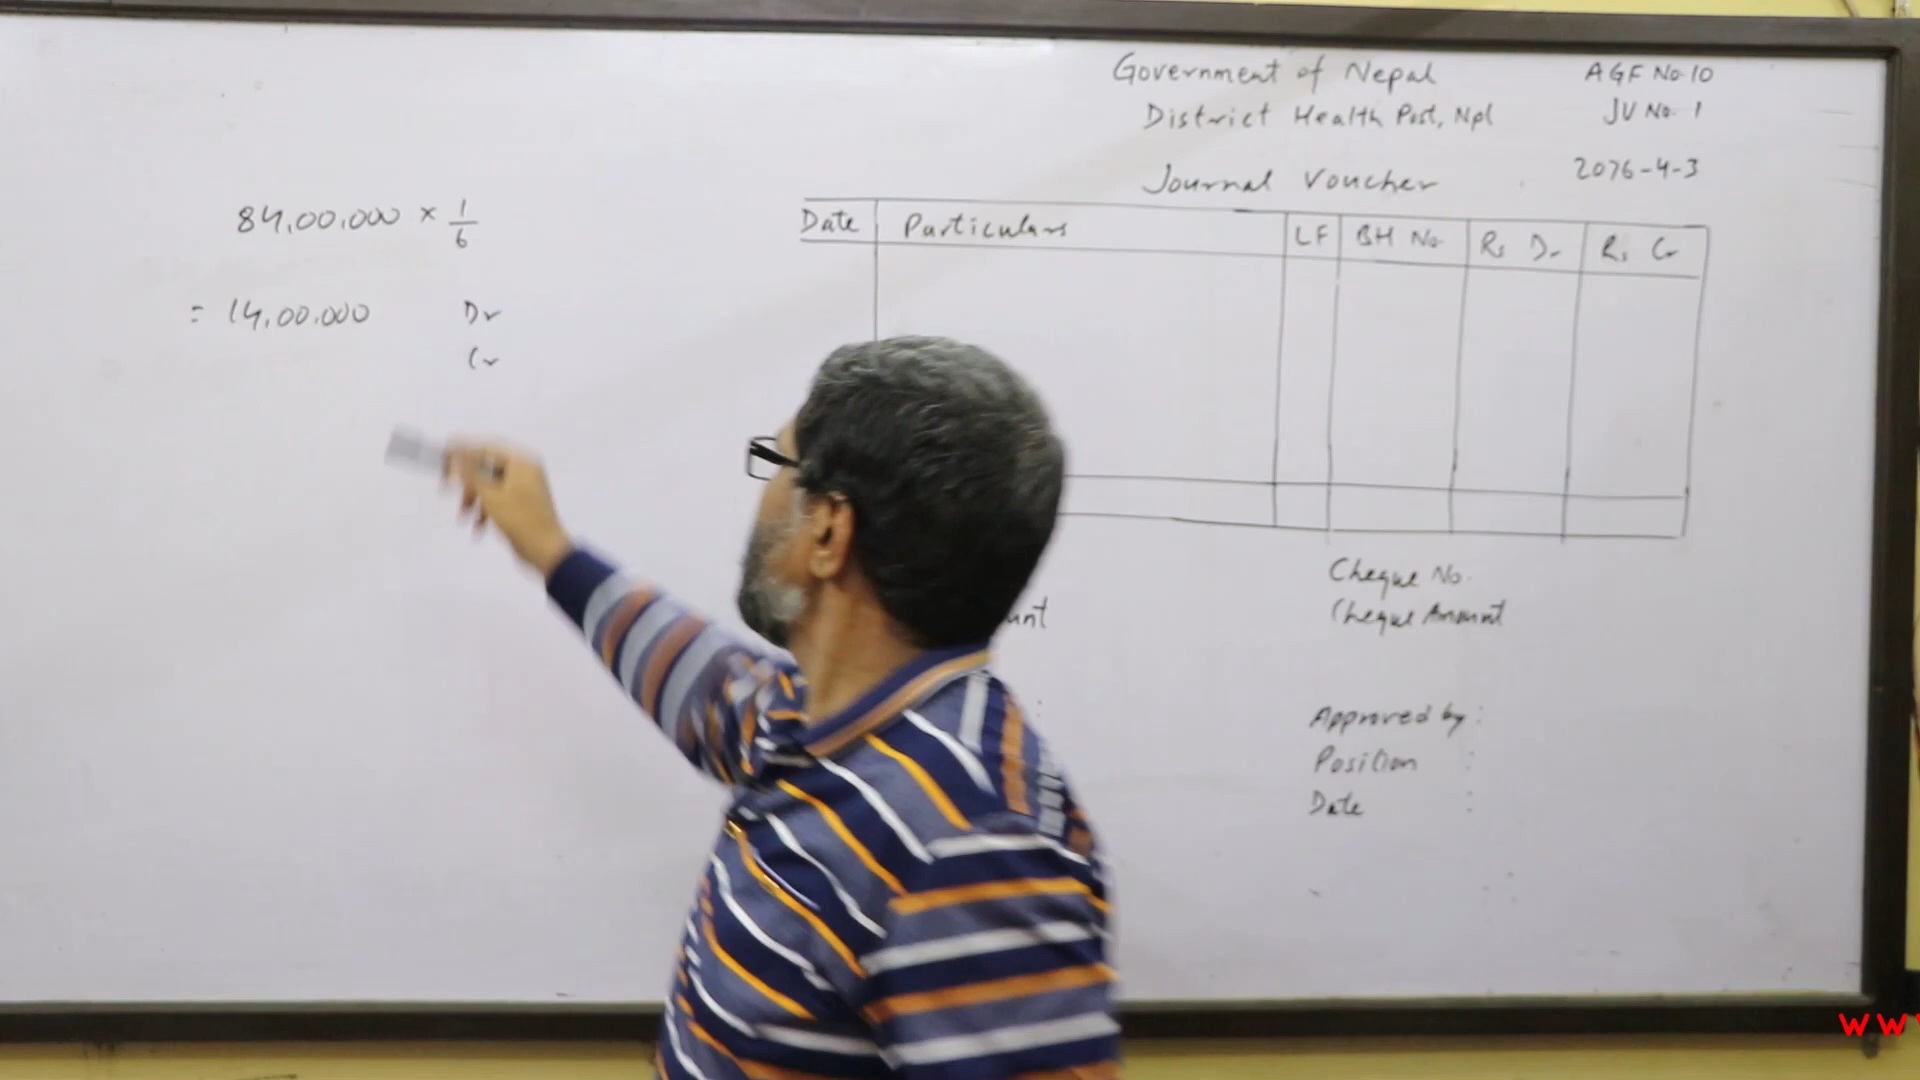 Government of Nepal
AGF No. 10
District Health Post, Npl
JV No. 1
Journal Voucher
2076-4-3
84,00,000 × 1/6
= 14,00,000 Dr
Cr
Date Particulars LF BH No. Rs Dr Rs Cr
Cheque No.
Cheque Amount
Approved by :
Position :
Date :